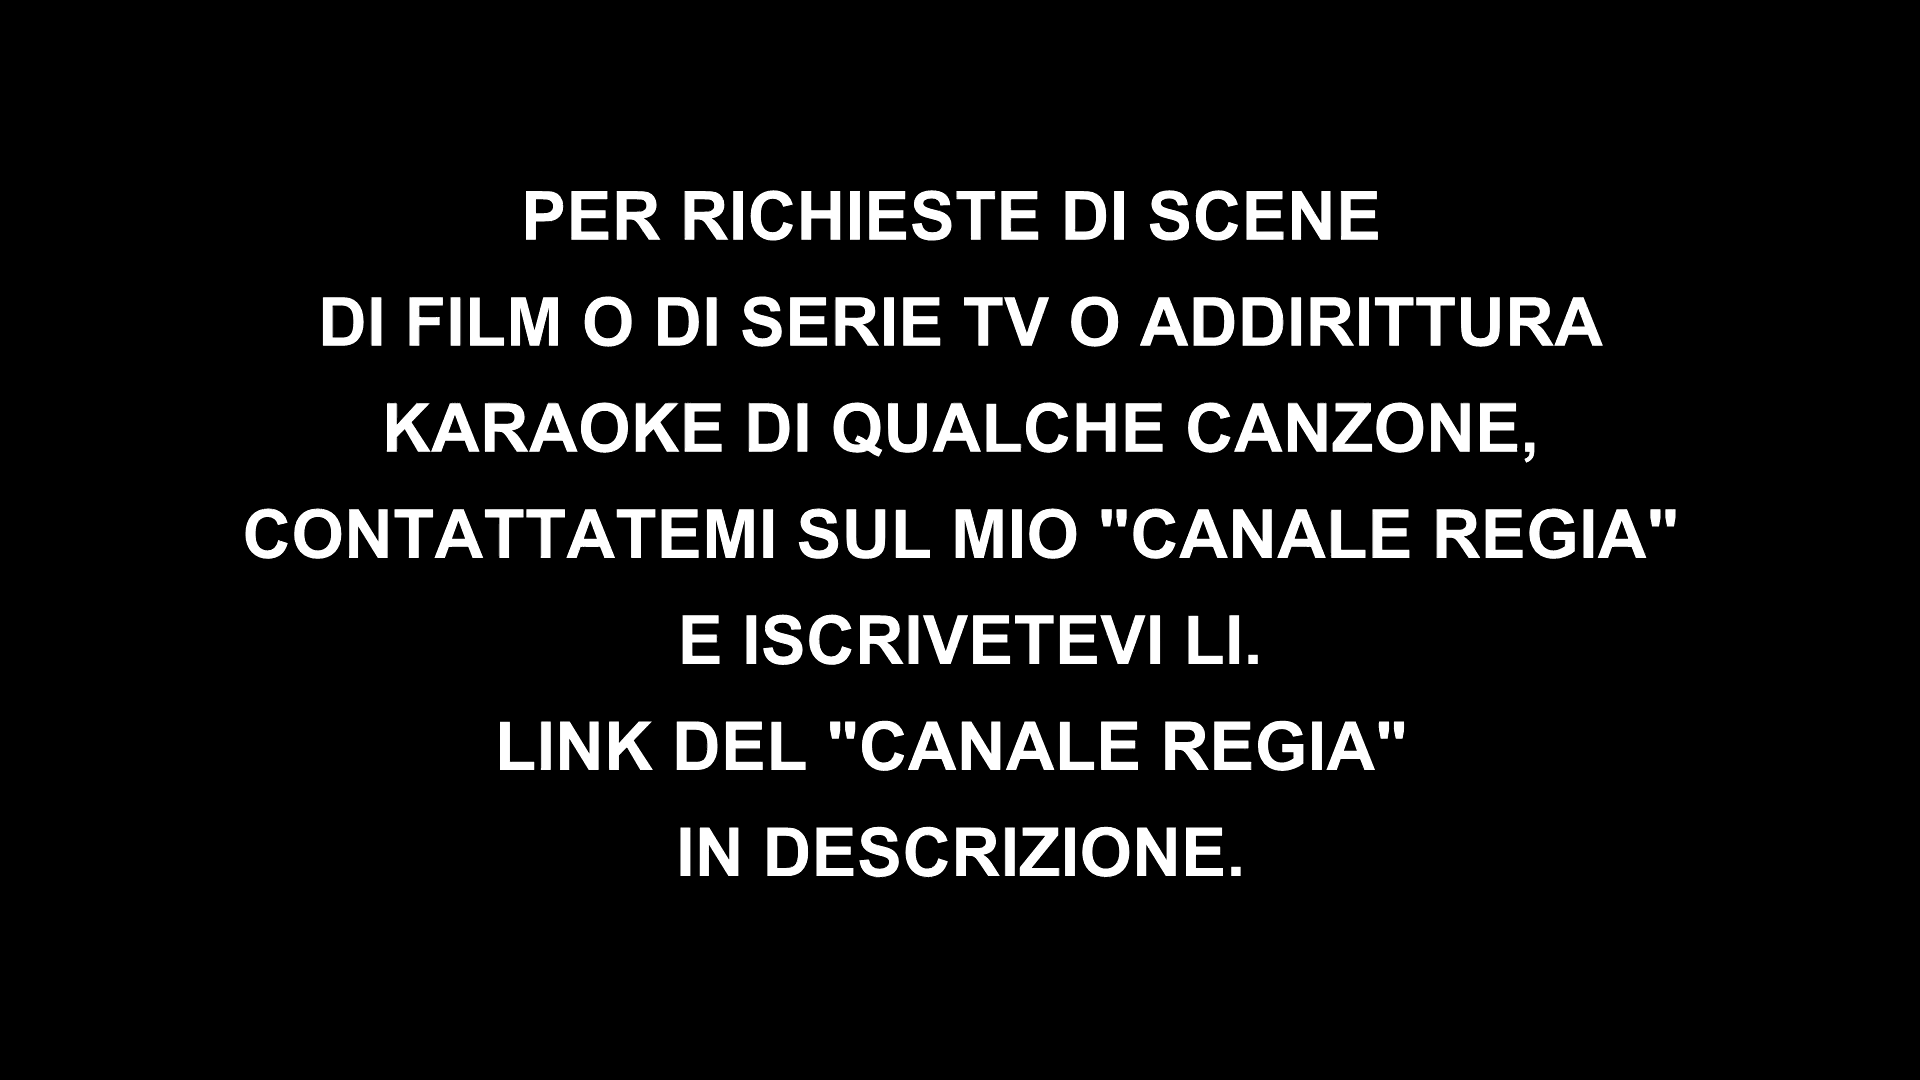 PER RICHIESTE DI SCENE
DI FILM O DI SERIE TV O ADDIRITTURA
KARAOKE DI QUALCHE CANZONE,
CONTATTATEMI SUL MIO "CANALE REGIA"
E ISCRIVETEVI LI.
LINK DEL "CANALE REGIA"
IN DESCRIZIONE.